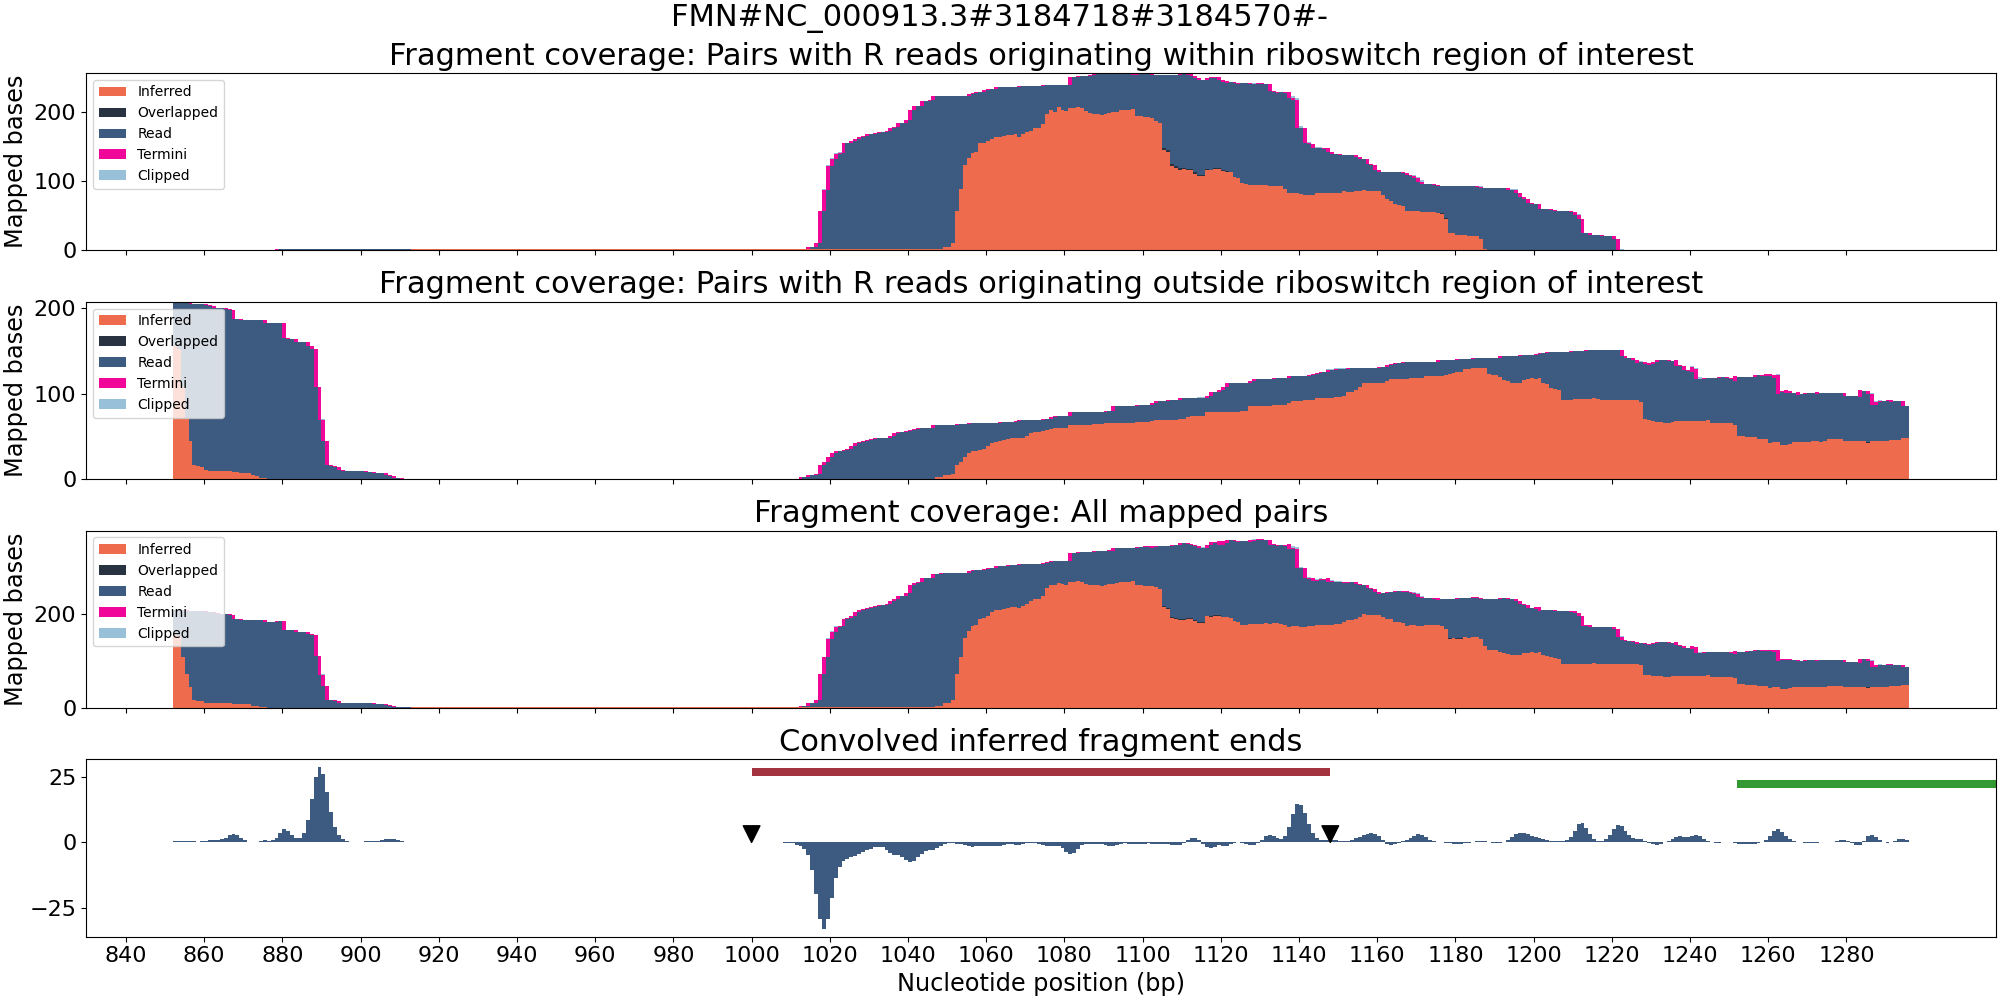 FMN#NC_000913.3#3184718#3184570#-
Fragment coverage: Pairs with R reads originating within riboswitch region of interest
Mapped bases
200
100
0
Inferred
Overlapped
Read
Termini
Clipped
Fragment coverage: Pairs with R reads originating outside riboswitch region of interest
Mapped bases
200
100
0
Inferred
Overlapped
Read
Termini
Clipped
Fragment coverage: All mapped pairs
Mapped bases
200
0
Inferred
Overlapped
Read
Termini
Clipped
Convolved inferred fragment ends
25
0
−25
840 860 880 900 920 940 960 980 1000 1020 1040 1060 1080 1100 1120 1140 1160 1180 1200 1220 1240 1260 1280
Nucleotide position (bp)